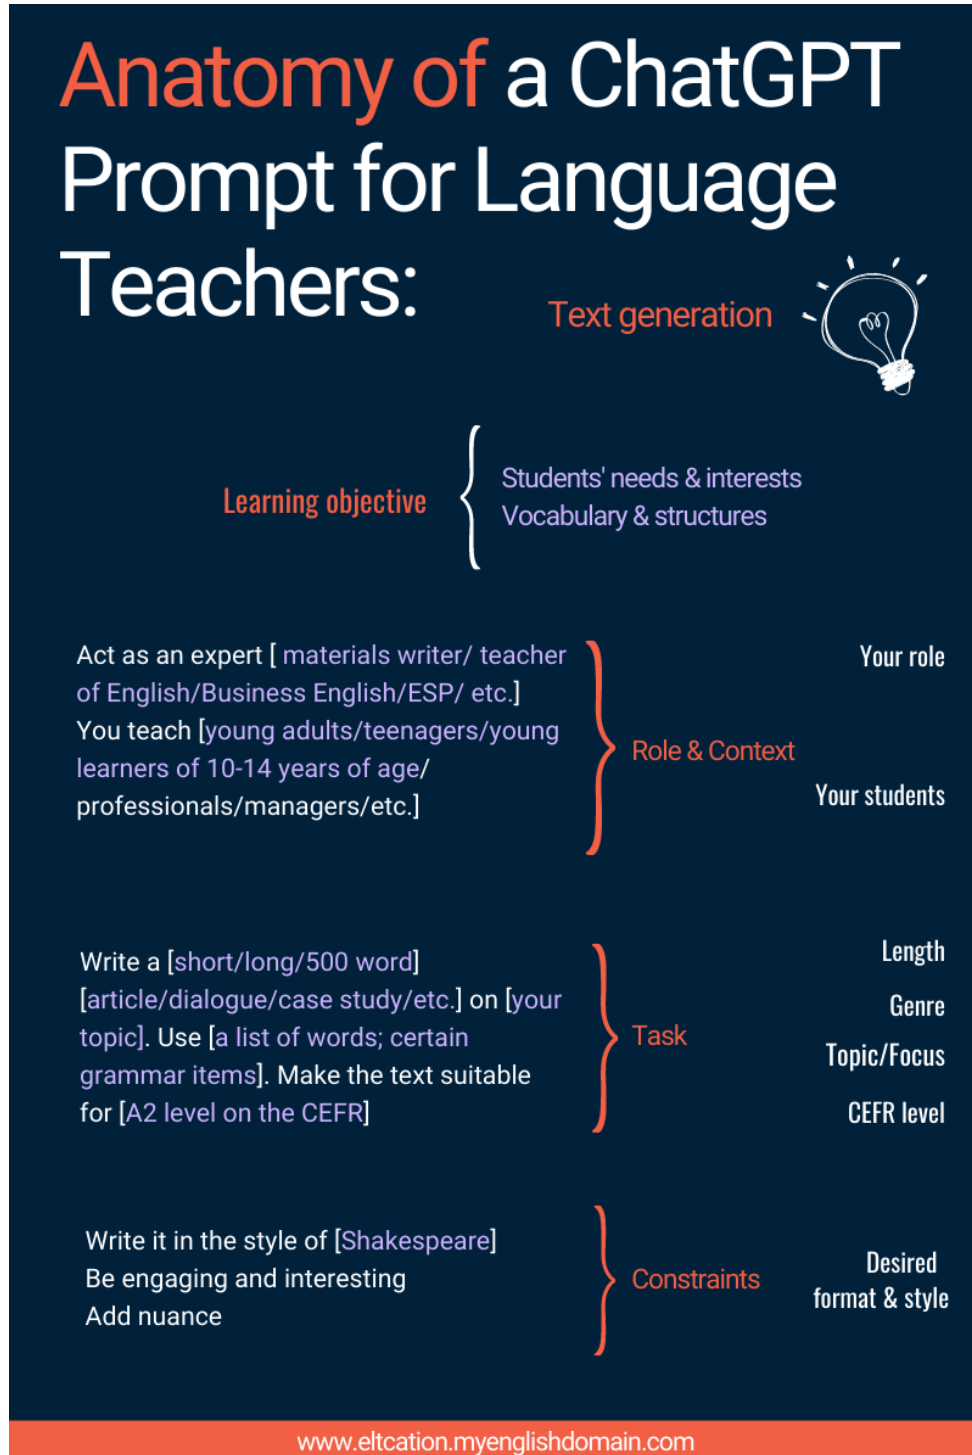 Anatomy of a ChatGPT
Prompt for Language
Teachers:
Text generation
Learning objective
Students' needs & interests
Vocabulary & structures
Act as an expert [ materials writer/ teacher
of English/Business English/ESP/ etc.]
You teach [young adults/teenagers/young
learners of 10-14 years of age/
professionals/managers/etc.]
Role & Context
Your role
Your students
Write a [short/long/500 word]
[article/dialogue/case study/etc.] on [your
topic]. Use [a list of words; certain
grammar items]. Make the text suitable
for [A2 level on the CEFR]
Task
Length
Genre
Topic/Focus
CEFR level
Write it in the style of [Shakespeare]
Be engaging and interesting
Add nuance
Constraints
Desired
format & style
www.eltcation.myenglishdomain.com